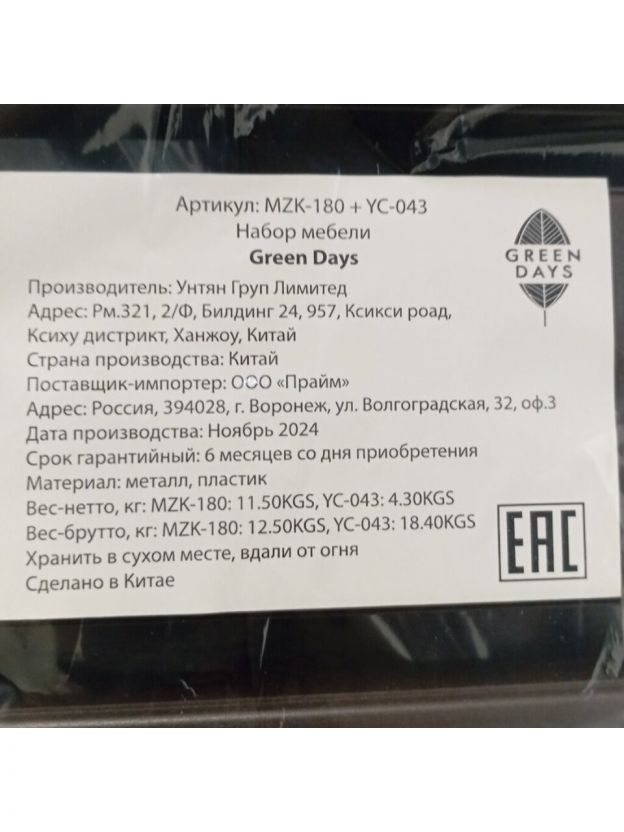 Артикул: MZK-180 + YC-043
Набор мебели
Green Days
GREEN
DAYS
Производитель: Унтян Груп Лимитед
Адрес: Рм.321, 2/Ф, Билдинг 24, 957, Ксикси роад,
Ксиху дистрикт, Ханжоу, Китай
Страна производства: Китай
Поставщик-импортер: ООО «Прайм»
Адрес: Россия, 394028, г. Воронеж, ул. Волгоградская, 32, оф.3
Дата производства: Ноябрь 2024
Срок гарантийный: 6 месяцев со дня приобретения
Материал: металл, пластик
Вес-нетто, кг: MZK-180: 11.50KGS, YC-043: 4.30KGS
Вес-брутто, кг: MZK-180: 12.50KGS, YC-043: 18.40KGS
Хранить в сухом месте, вдали от огня
Сделано в Китае
EAC